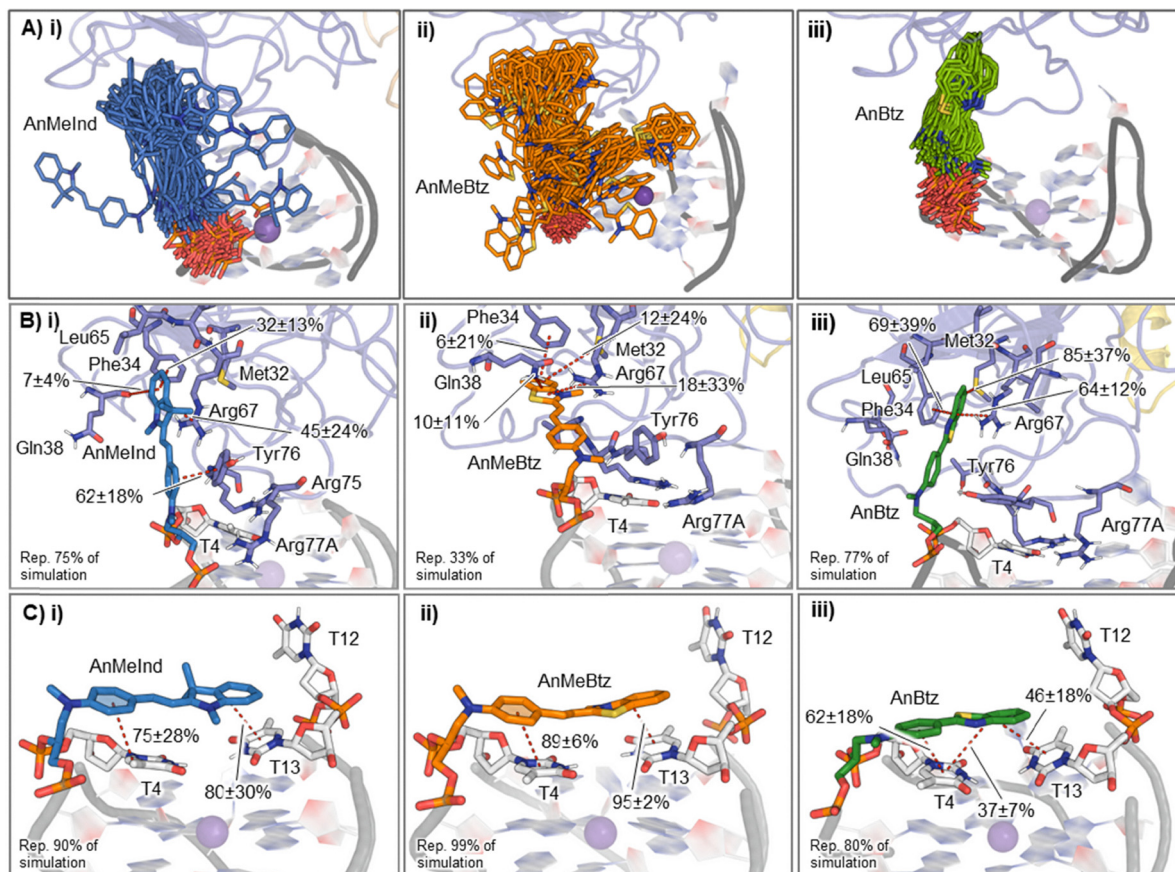 A) i)
AnMeInd
ii)
AnMeBtz
iii)
AnBtz
B) i)
Leu65
Phe34
32±13%
7±4%
Met32
Arg67
Gln38
AnMeInd
45±24%
Tyr76
62±18%
Arg75
T4
Arg77A
Rep. 75% of
simulation
ii)
Phe34
12±24%
6±21%
Met32
Gln38
Arg67
18±33%
10±11%
Tyr76
AnMeBtz
T4
Arg77A
Rep. 33% of
simulation
iii)
69±39%
Met32
85±37%
Leu65
64±12%
Phe34
Arg67
Gln38
Tyr76
AnBtz
Arg77A
T4
Rep. 77% of
simulation
C) i)
T12
AnMeInd
75±28%
T13
T4
80±30%
Rep. 90% of
simulation
ii)
AnMeBtz
89±6%
T13
T4
95±2%
Rep. 99% of
simulation
iii)
T12
AnBtz
46±18%
62±18%
T4
T13
37±7%
Rep. 80% of
simulation